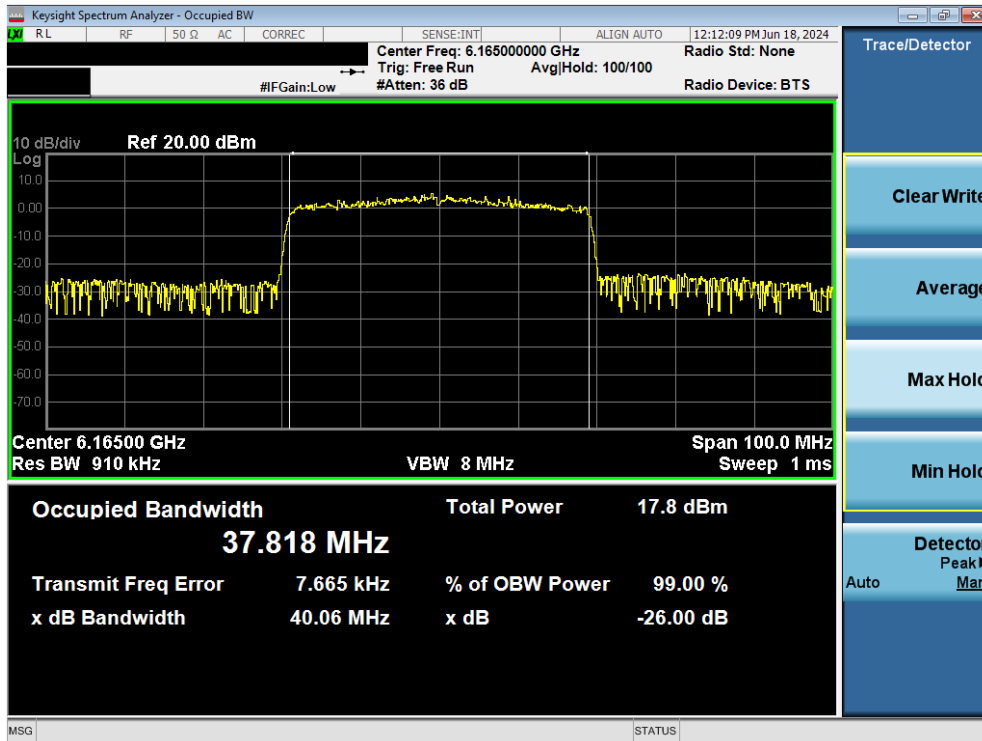 Keysight Spectrum Analyzer - Occupied BW
LXI RL RF 50 Ω AC CORREC SENSE:INT ALIGN AUTO 12:12:09 PM Jun 18, 2024
Center Freq: 6.165000000 GHz Radio Std: None
Trig: Free Run Avg|Hold: 100/100
#IFGain:Low #Atten: 36 dB Radio Device: BTS
Trace/Detector
10 dB/div Ref 20.00 dBm
Log
10.0
0.00
-10.0
-20.0
-30.0
-40.0
-50.0
-60.0
-70.0
Center 6.16500 GHz Span 100.0 MHz
Res BW 910 kHz VBW 8 MHz Sweep 1 ms
Clear Write
Average
Max Hold
Min Hold
Detector
Peak
Auto Man
Occupied Bandwidth Total Power 17.8 dBm
37.818 MHz
Transmit Freq Error 7.665 kHz % of OBW Power 99.00 %
x dB Bandwidth 40.06 MHz x dB -26.00 dB
MSG STATUS